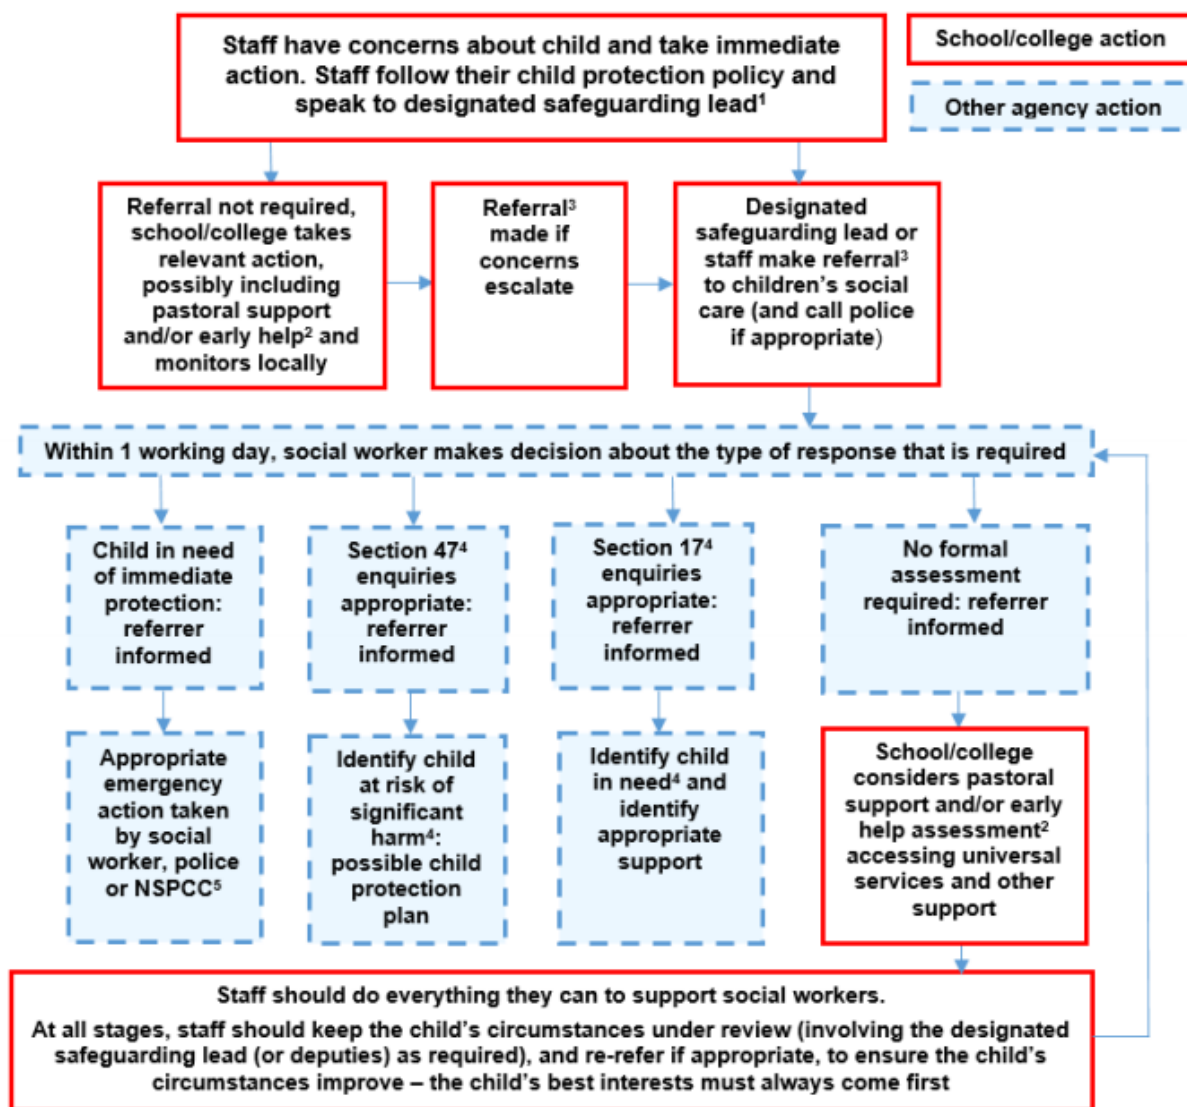 Staff have concerns about child and take immediate
action. Staff follow their child protection policy and
speak to designated safeguarding lead¹
School/college action
Other agency action
Referral not required,
school/college takes
relevant action,
possibly including
pastoral support
and/or early help² and
monitors locally
Referral³
made if
concerns
escalate
Designated
safeguarding lead or
staff make referral³
to children’s social
care (and call police
if appropriate)
Within 1 working day, social worker makes decision about the type of response that is required
Child in need
of immediate
protection:
referrer
informed
Section 47⁴
enquiries
appropriate:
referrer
informed
Section 17⁴
enquiries
appropriate:
referrer
informed
No formal
assessment
required: referrer
informed
Appropriate
emergency
action taken
by social
worker, police
or NSPCC⁵
Identify child
at risk of
significant
harm⁴:
possible child
protection
plan
Identify child
in need⁴ and
identify
appropriate
support
School/college
considers pastoral
support and/or early
help assessment²
accessing universal
services and other
support
Staff should do everything they can to support social workers.
At all stages, staff should keep the child’s circumstances under review (involving the designated
safeguarding lead (or deputies) as required), and re-refer if appropriate, to ensure the child’s
circumstances improve – the child’s best interests must always come first